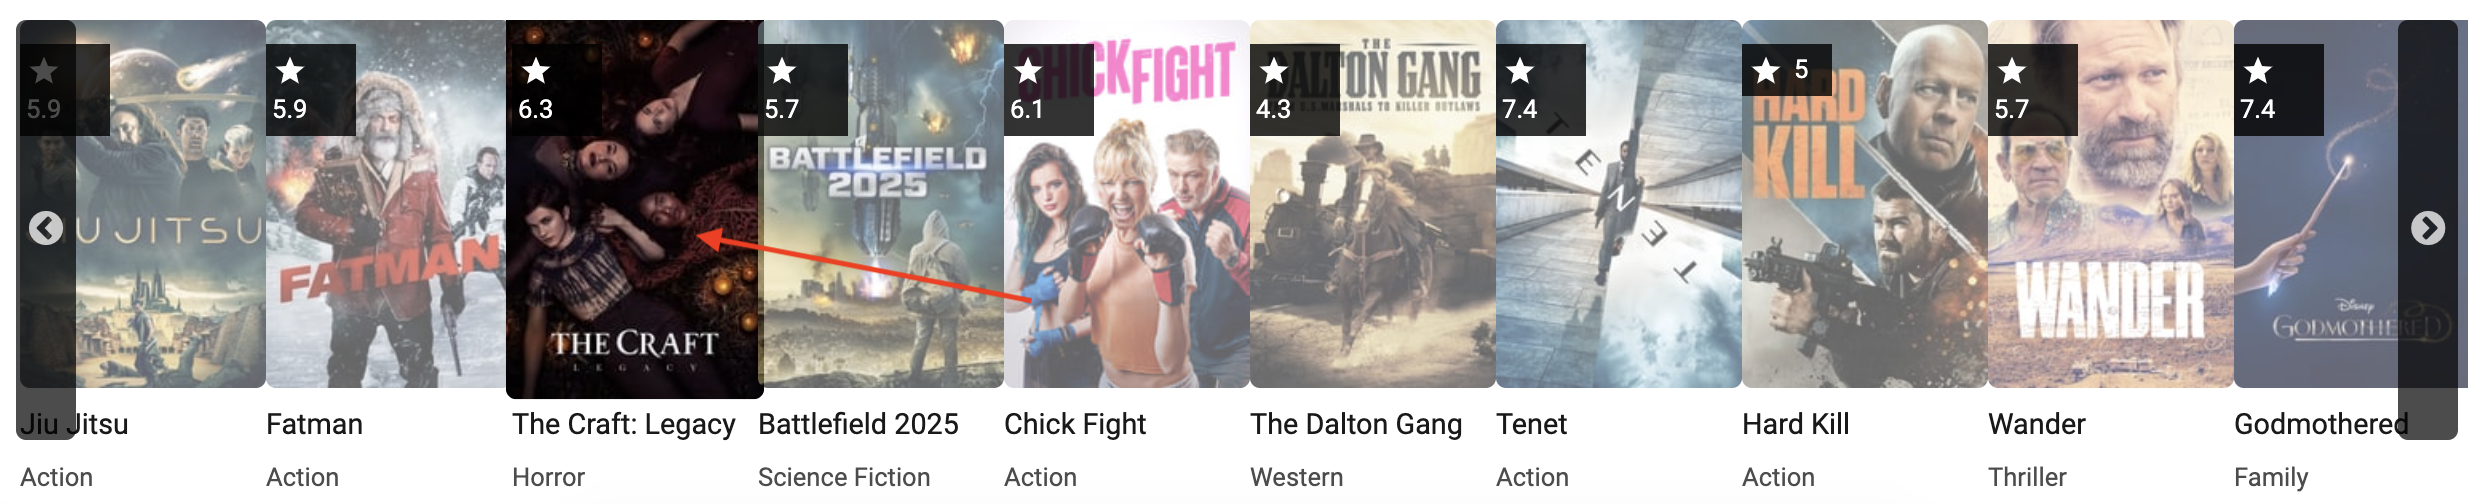 5.9
5.9
6.3
5.7
6.1
4.3
7.4
5
5.7
7.4
JIU JITSU
FATMAN
THE CRAFT
LEGACY
BATTLEFIELD
2025
CHICK FIGHT
THE
DALTON GANG
U.S. MARSHALS TO KILLER OUTLAWS
TENET
HARD
KILL
WANDER
Disney
GODMOTHERED
Jiu Jitsu
Fatman
The Craft: Legacy
Battlefield 2025
Chick Fight
The Dalton Gang
Tenet
Hard Kill
Wander
Godmothered
Action
Action
Horror
Science Fiction
Action
Western
Action
Action
Thriller
Family